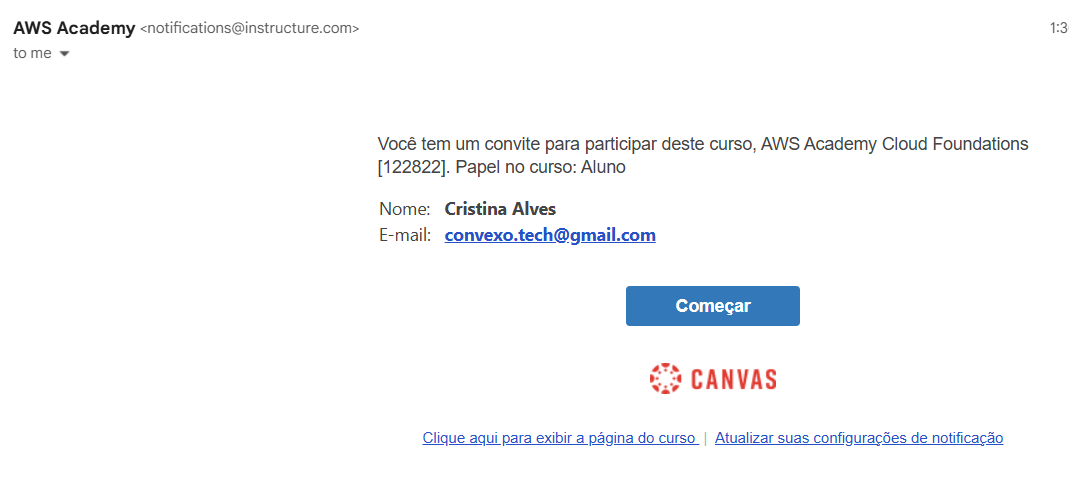 AWS Academy <notifications@instructure.com> 1:3
to me
Você tem um convite para participar deste curso, AWS Academy Cloud Foundations
[122822]. Papel no curso: Aluno
Nome: Cristina Alves
E-mail: convexo.tech@gmail.com
Começar
CANVAS
Clique aqui para exibir a página do curso | Atualizar suas configurações de notificação